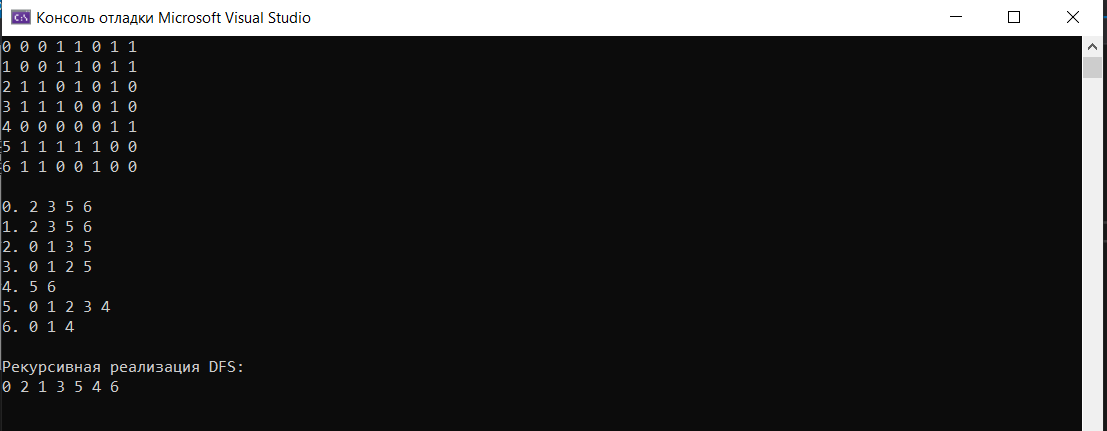 Консоль отладки Microsoft Visual Studio
0 0 0 1 1 0 1 1
1 0 0 1 1 0 1 1
2 1 1 0 1 0 1 0
3 1 1 1 0 0 1 0
4 0 0 0 0 0 1 1
5 1 1 1 1 1 0 0
6 1 1 0 0 1 0 0
0. 2 3 5 6
1. 2 3 5 6
2. 0 1 3 5
3. 0 1 2 5
4. 5 6
5. 0 1 2 3 4
6. 0 1 4
Рекурсивная реализация DFS:
0 2 1 3 5 4 6